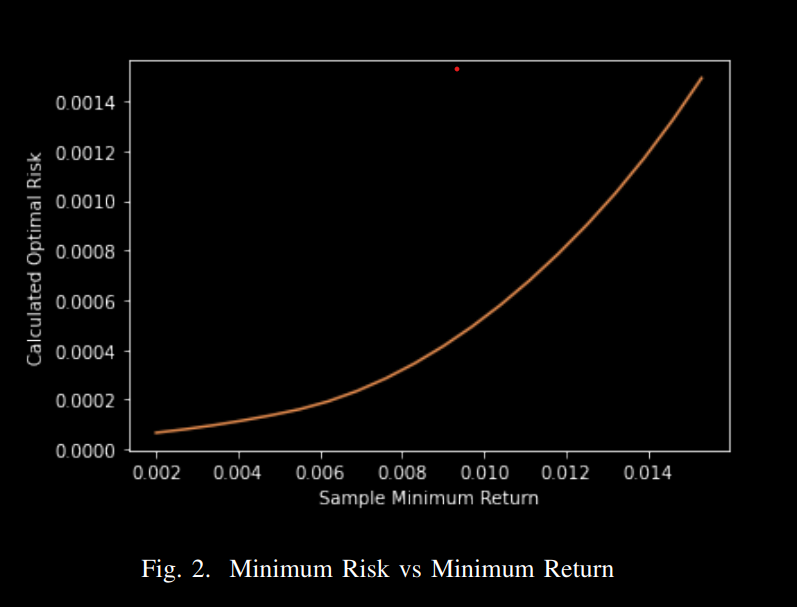 0.0014
0.0012
0.0010
0.0008
0.0006
0.0004
0.0002
0.0000
Calculated Optimal Risk
0.002 0.004 0.006 0.008 0.010 0.012 0.014
Sample Minimum Return
Fig. 2. Minimum Risk vs Minimum Return